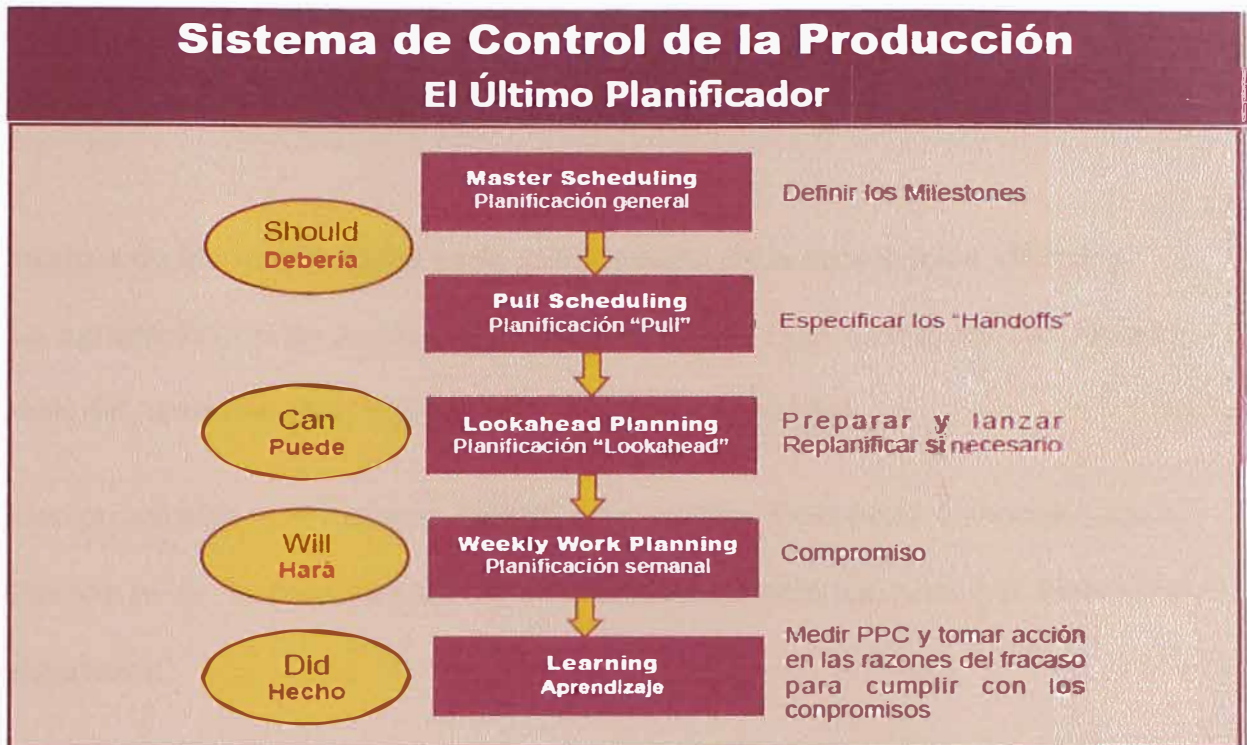 Sistema de Control de la Producción
El Último Planificador
Should
Debería
Master Scheduling
Planificación general
Definir los Milestones
Pull Scheduling
Planificación “Pull”
Especificar los “Handoffs”
Can
Puede
Lookahead Planning
Planificación “Lookahead”
Preparar y lanzar
Replanificar si necesario
Will
Hará
Weekly Work Planning
Planificación semanal
Compromiso
Did
Hecho
Learning
Aprendizaje
Medir PPC y tomar acción
en las razones del fracaso
para cumplir con los
conpromisos